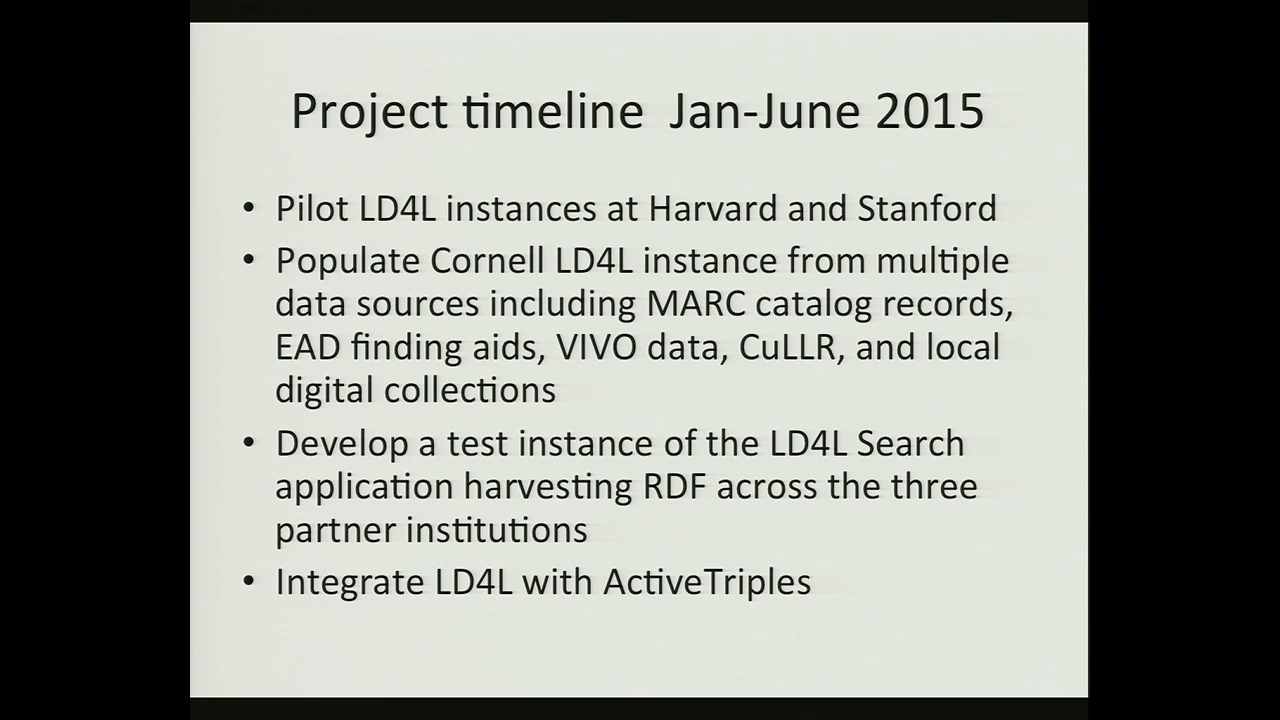 Project timeline  Jan-June 2015
• Pilot LD4L instances at Harvard and Stanford
• Populate Cornell LD4L instance from multiple
data sources including MARC catalog records,
EAD finding aids, VIVO data, CuLLR, and local
digital collections
• Develop a test instance of the LD4L Search
application harvesting RDF across the three
partner institutions
• Integrate LD4L with ActiveTriples